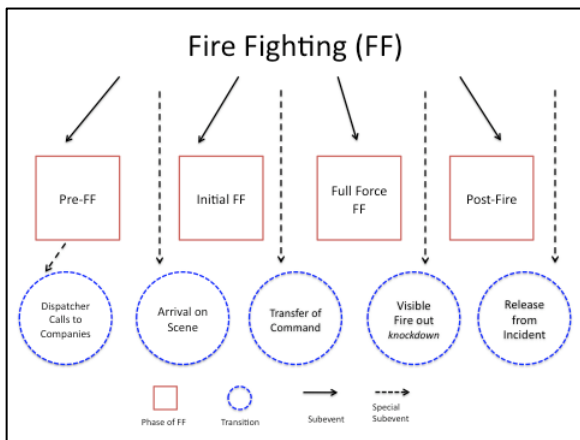 Fire Fighting (FF)
Pre-FF
Initial FF
Full Force
FF
Post-Fire
Dispatcher
Calls to
Companies
Arrival on
Scene
Transfer of
Command
Visible
Fire out
knockdown
Release
from
Incident
Phase of FF
Transition
Subevent
Special
Subevent